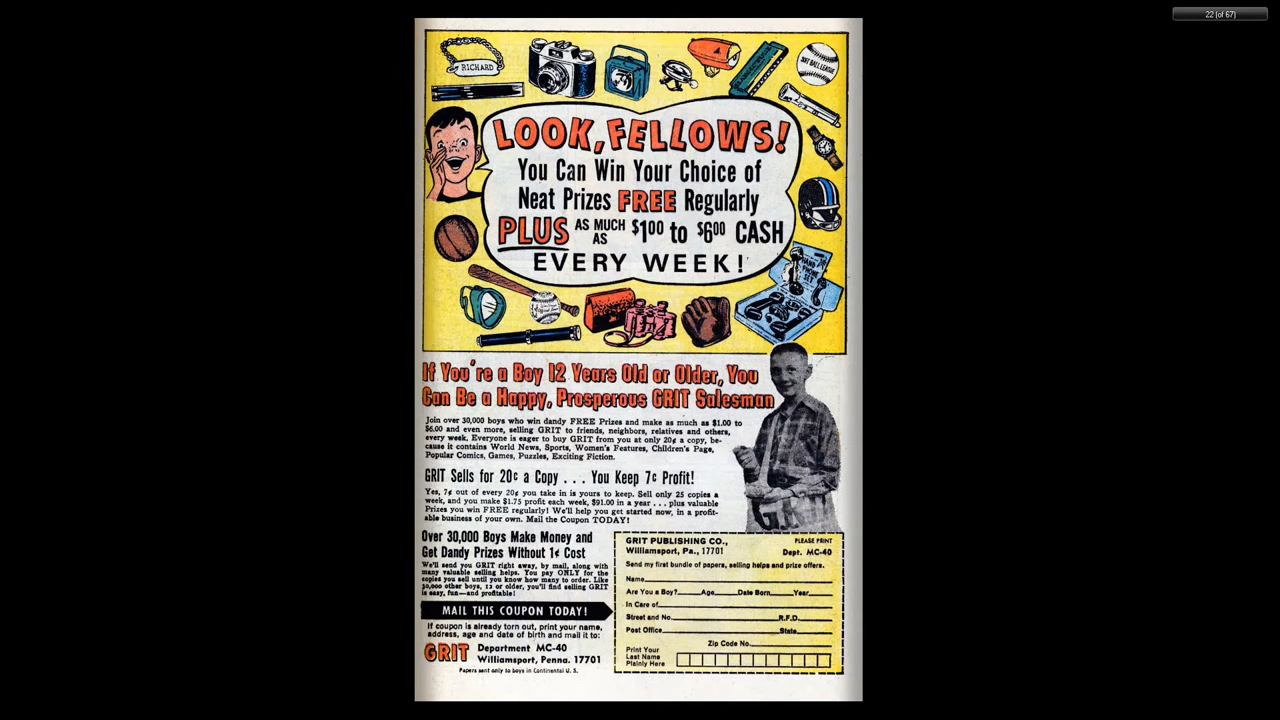 22 (of 67)
RICHARD
SOFT BALL LEAGUE
LOOK, FELLOWS!
You Can Win Your Choice of
Neat Prizes FREE Regularly
PLUS AS MUCH AS $100 to $600 CASH
EVERY WEEK!
HAND
PHONE
SET
If You're a Boy 12 Years Old or Older, You
Can Be a Happy, Prosperous GRIT Salesman
Join over 30,000 boys who win dandy FREE Prizes and make as much as $1.00 to
$6.00 and even more, selling GRIT to friends, neighbors, relatives and others,
every week. Everyone is eager to buy GRIT from you at only 20¢ a copy, be-
cause it contains World News, Sports, Women's Features, Children's Page,
Popular Comics, Games, Puzzles, Exciting Fiction.
GRIT Sells for 20¢ a Copy . . . You Keep 7¢ Profit!
Yes, 7¢ out of every 20¢ you take in is yours to keep. Sell only 25 copies a
week, and you make $1.75 profit each week, $91.00 in a year . . . plus valuable
Prizes you win FREE regularly! We'll help you get started now, in a profit-
able business of your own. Mail the Coupon TODAY!
Over 30,000 Boys Make Money and
Get Dandy Prizes Without 1¢ Cost
We'll send you GRIT right away, by mail, along with
many valuable selling helps. You pay ONLY for the
copies you sell until you know how many to order. Like
30,000 other boys, 12 or older, you'll find selling GRIT
is easy, fun—and profitable!
MAIL THIS COUPON TODAY!
If coupon is already torn out, print your name,
address, age and date of birth and mail it to:
GRIT Department MC-40
Williamsport, Penna. 17701
Papers sent only to boys in Continental U. S.
GRIT PUBLISHING CO., PLEASE PRINT
Williamsport, Pa., 17701 Dept. MC-40
Send my first bundle of papers, selling helps and prize offers.
Name
Are You a Boy? Age Date Born Year
In Care of
Street and No. R.F.D.
Post Office State
Zip Code No.
Print Your
Last Name
Plainly Here